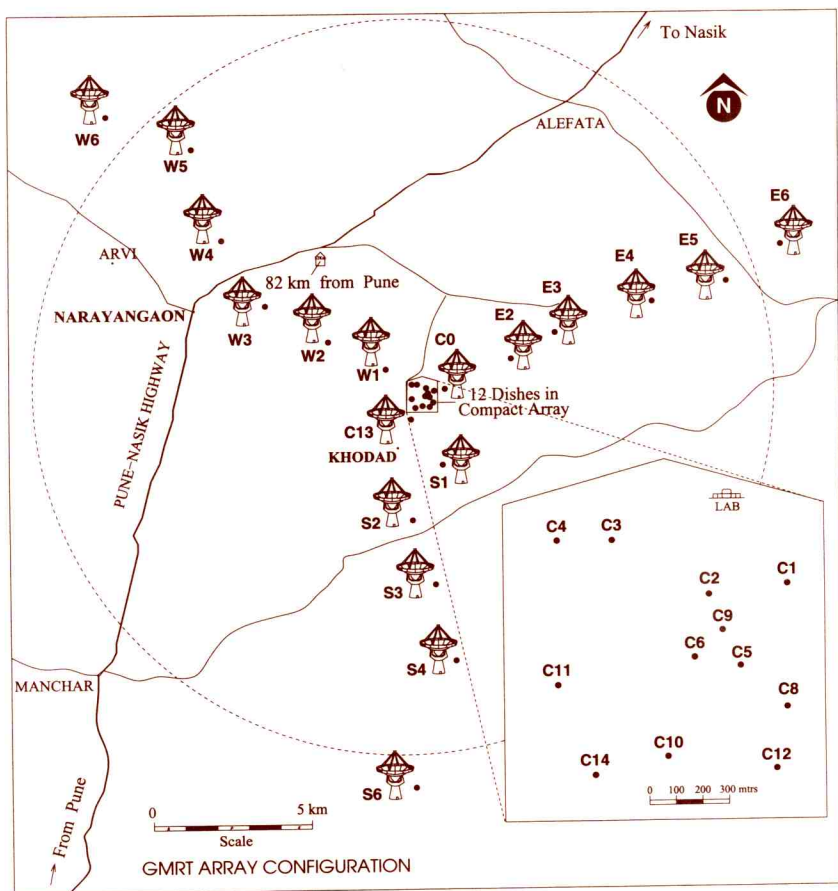 To Nasik
N
ALEFATA
W6
W5
E6
W4
E5
E4
ARVI
82 km from Pune
E3
NARAYANGAON
W3
W2
E2
W1
C0
12 Dishes in
Compact Array
PUNE-NASIK HIGHWAY
C13
KHODAD
S1
S2
S3
S4
MANCHAR
S6
From Pune
LAB
C4
C3
C1
C2
C9
C6
C5
C11
C8
C10
C12
C14
0 100 200 300 mtrs
0 5 km
Scale
GMRT ARRAY CONFIGURATION